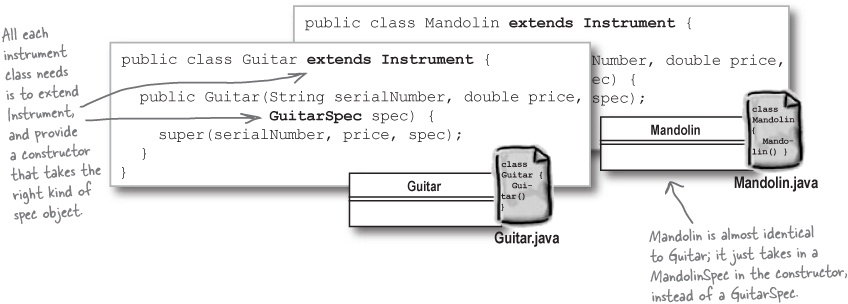 All each
instrument
class needs
is to extend
Instrument,
and provide
a constructor
that takes the
right kind of
spec object.
public class Mandolin extends Instrument {
Number, double price,
ec) {
spec);
public class Guitar extends Instrument {
public Guitar(String serialNumber, double price,
GuitarSpec spec) {
super(serialNumber, price, spec);
}
}
Guitar
class
Guitar {
Gui-
tar()
}
Guitar.java
Mandolin
class
Mandolin
{
Mando-
lin() }
Mandolin.java
Mandolin is almost identical
to Guitar; it just takes in a
MandolinSpec in the constructor,
instead of a GuitarSpec.